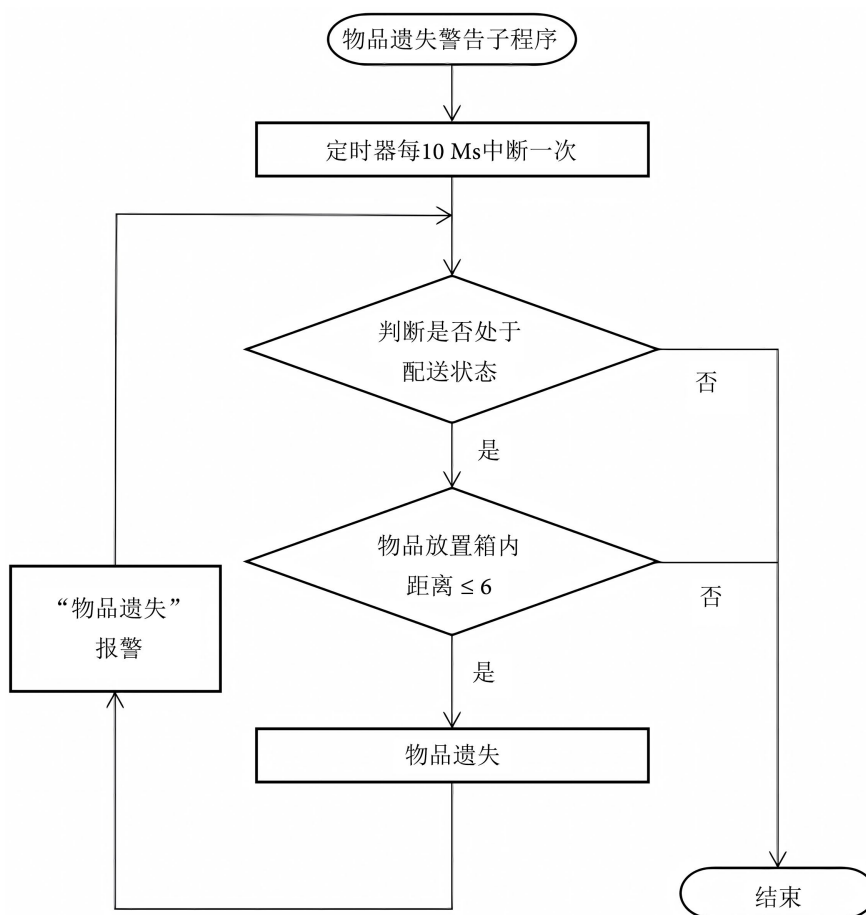 物品遗失警告子程序
定时器每10 Ms中断一次
判断是否处于
配送状态
否
是
物品放置箱内
距离 ≤ 6
否
“物品遗失”
报警
是
物品遗失
结束